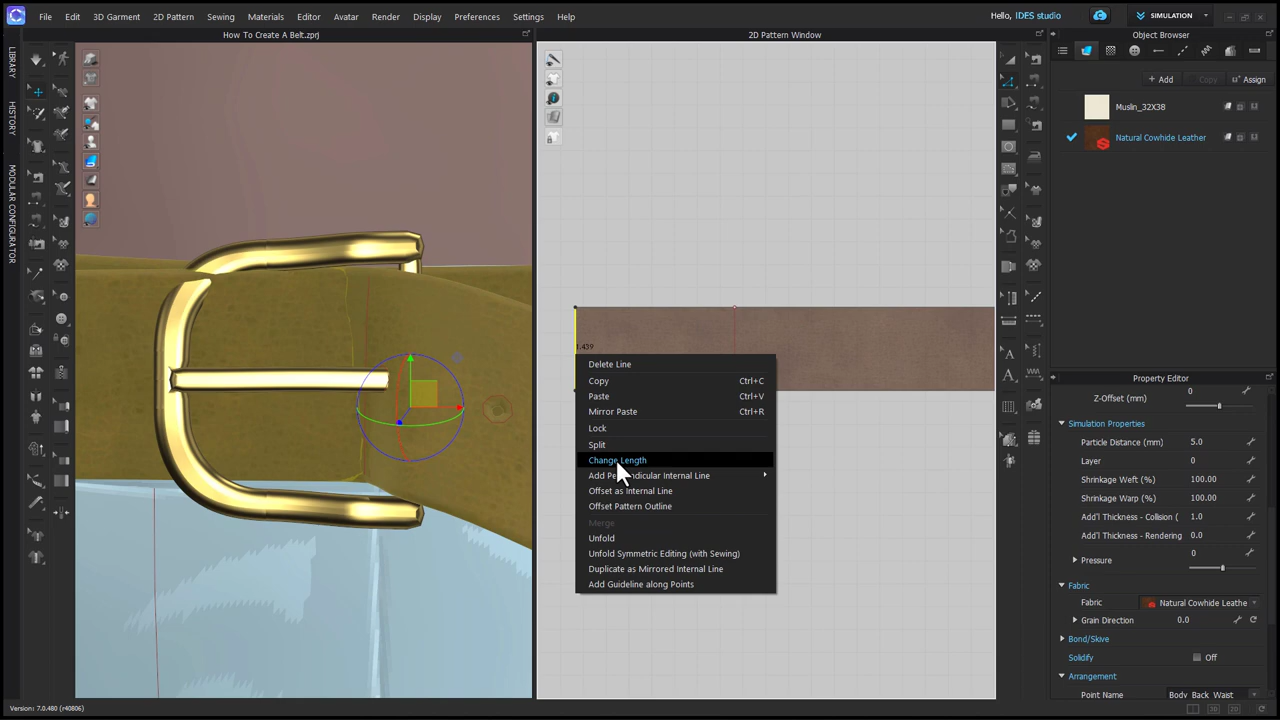 File Edit 3D Garment 2D Pattern Sewing Materials Editor Avatar Render Display Preferences Settings Help Hello, IDES studio SIMULATION
How To Create A Belt.zprj 2D Pattern Window Object Browser
LIBRARY
HISTORY
MODULAR CONFIGURATOR
+ Add Copy Assign
Muslin_32X38
Natural Cowhide Leather
Delete Line
Copy Ctrl+C
Paste Ctrl+V
Mirror Paste Ctrl+R
Lock
Split
Change Length
Internal Line
Offset as Internal Line
Offset Pattern Outline
Merge
Unfold
Unfold Symmetric Editing (with Sewing)
Duplicate as Mirrored Internal Line
Add Guideline along Points
Property Editor
Z-Offset (mm) 0
Simulation Properties
Particle Distance (mm) 5.0
Layer 0
Shrinkage Weft (%) 100.00
Shrinkage Warp (%) 100.00
Add'l Thickness - Collision ( 1.0
Add'l Thickness - Rendering 0.0
Pressure 0
Fabric
Fabric Natural Cowhide Leathe
Grain Direction 0.0
Bond/Skive
Solidify Off
Arrangement
Point Name Body_Back_Waist
Version: 7.0.480 (r40806) 3D 2D